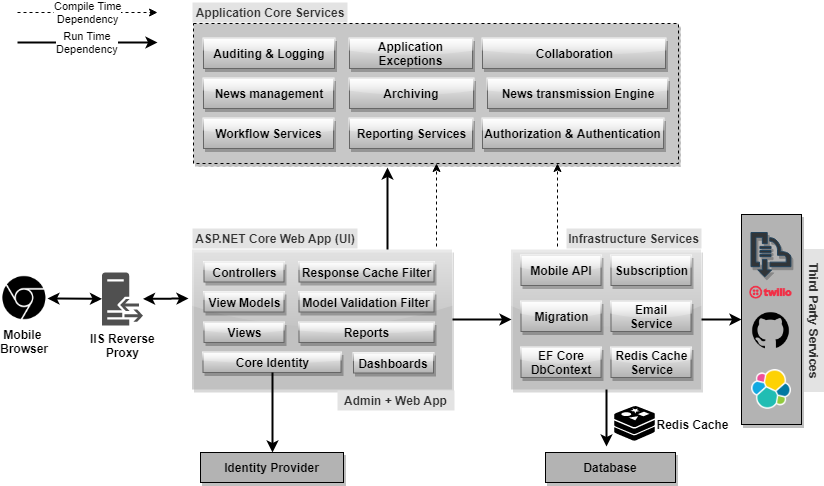 Compile Time
Dependency
Run Time
Dependency
Application Core Services
Auditing & Logging
Application
Exceptions
Collaboration
News management
Archiving
News transmission Engine
Workflow Services
Reporting Services
Authorization & Authentication
ASP.NET Core Web App (UI)
Controllers
Response Cache Filter
View Models
Model Validation Filter
Views
Reports
Core Identity
Dashboards
Admin + Web App
Infrastructure Services
Mobile API
Subscription
Migration
Email
Service
EF Core
DbContext
Redis Cache
Service
Third Party Services
twilio
Mobile
Browser
IIS Reverse
Proxy
Redis Cache
Identity Provider
Database